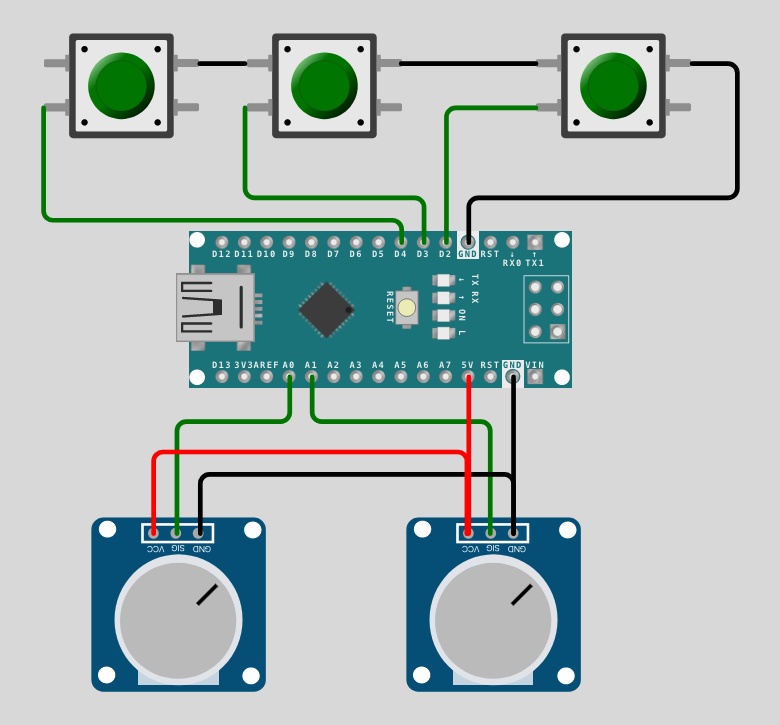 D12 D11 D10 D9 D8 D7 D6 D5 D4 D3 D2 GND RST ↓ ↑
RX0 TX1
RESET
← →
TX RX
ON L
D13 3V3 AREF A0 A1 A2 A3 A4 A5 A6 A7 5V RST GND VIN
VCC SIG GND
VCC SIG GND